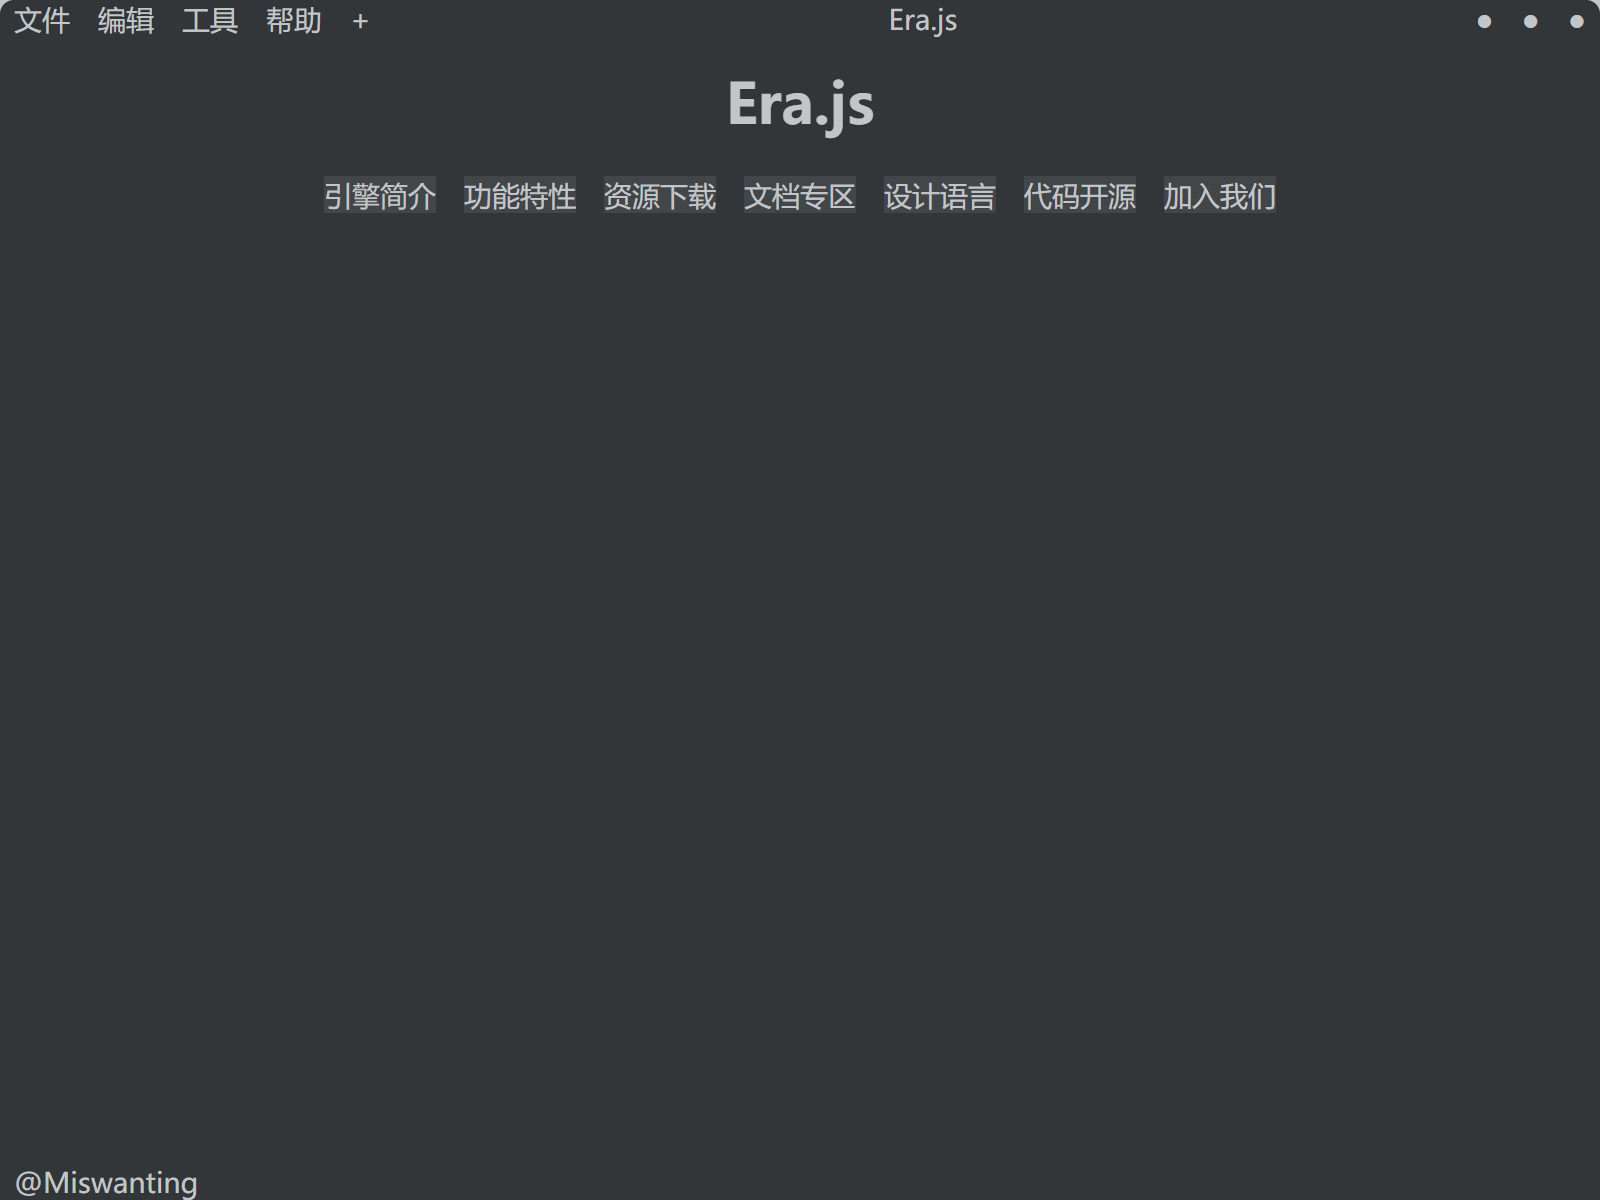 文件 编辑 工具 帮助 + Era.js
Era.js
引擎简介 功能特性 资源下载 文档专区 设计语言 代码开源 加入我们
@Miswanting